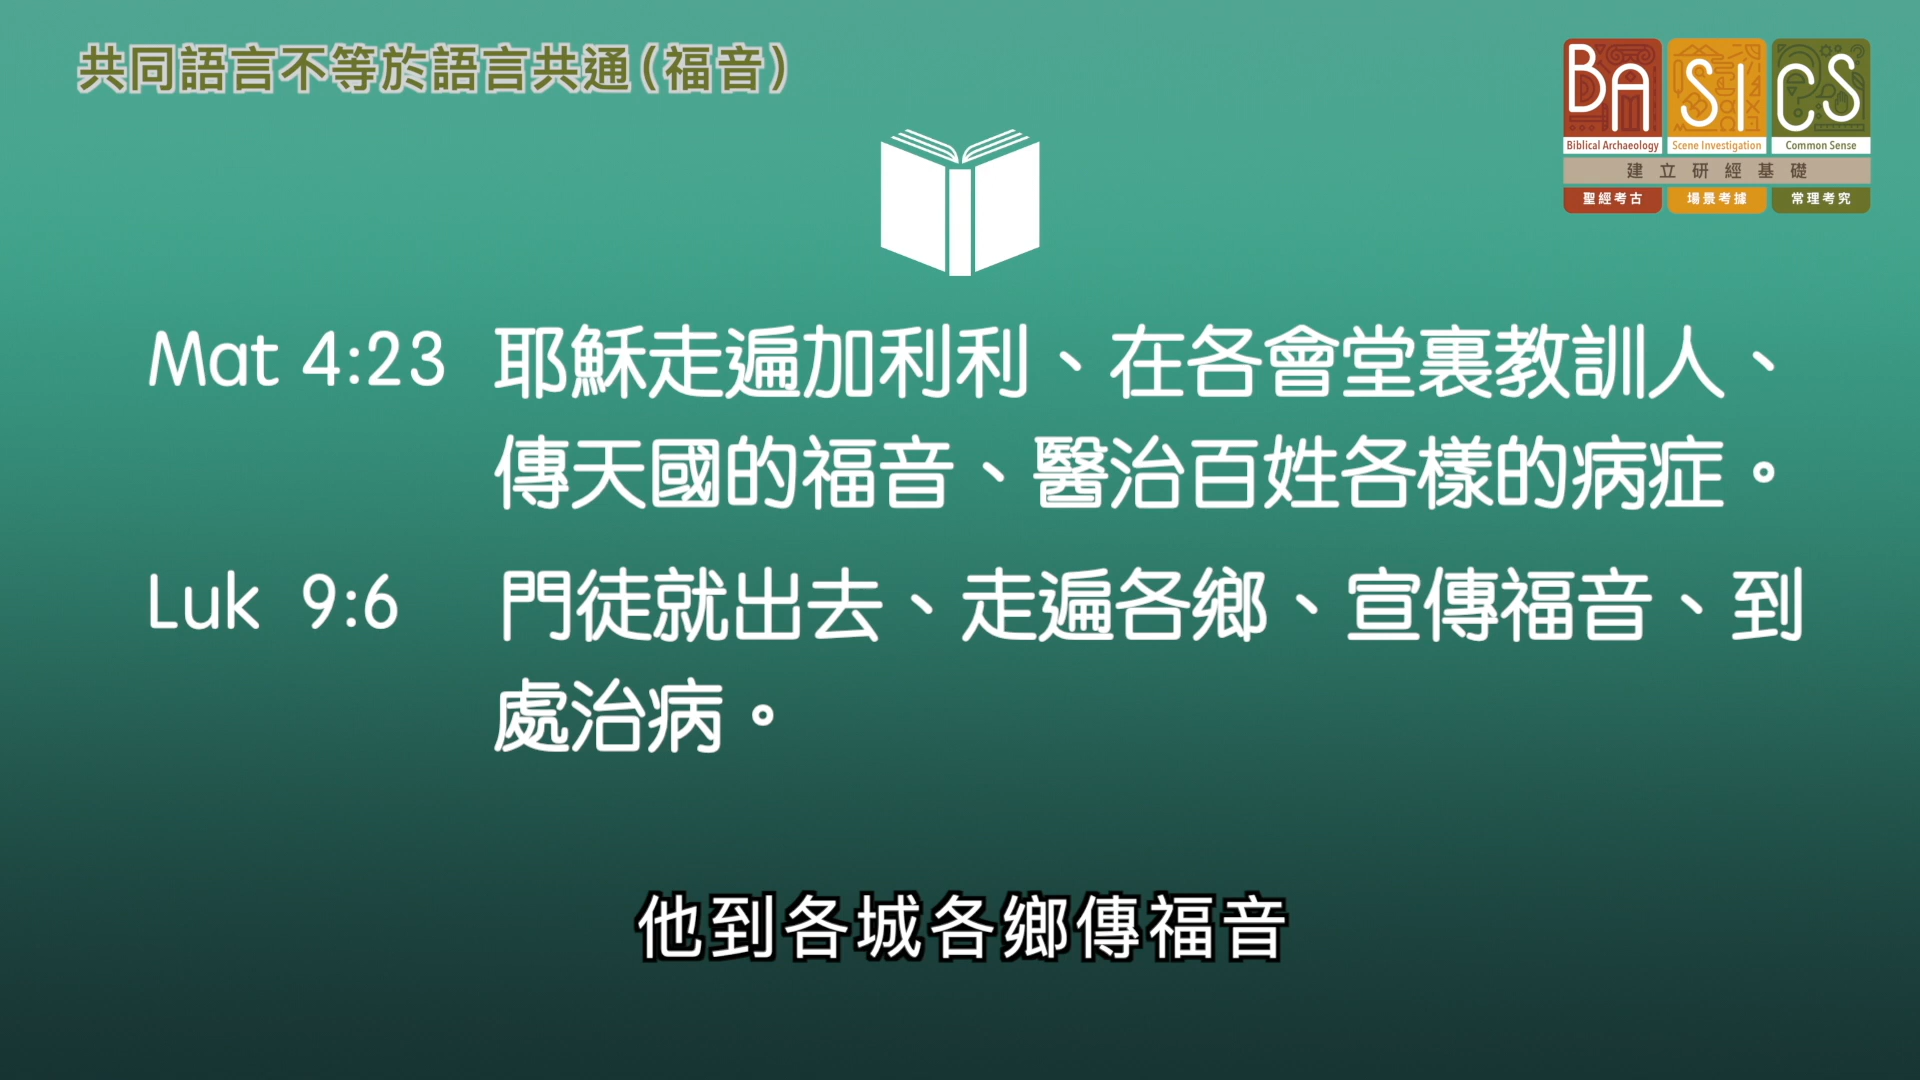 共同語言不等於語言共通(福音)
BASICS
Biblical Archaeology Scene Investigation Common Sense
建立研經基礎
聖經考古 場景考據 常理考究
Mat 4:23 耶穌走遍加利利、在各會堂裏教訓人、
傳天國的福音、醫治百姓各樣的病症。
Luk 9:6 門徒就出去、走遍各鄉、宣傳福音、到
處治病。
他到各城各鄉傳福音